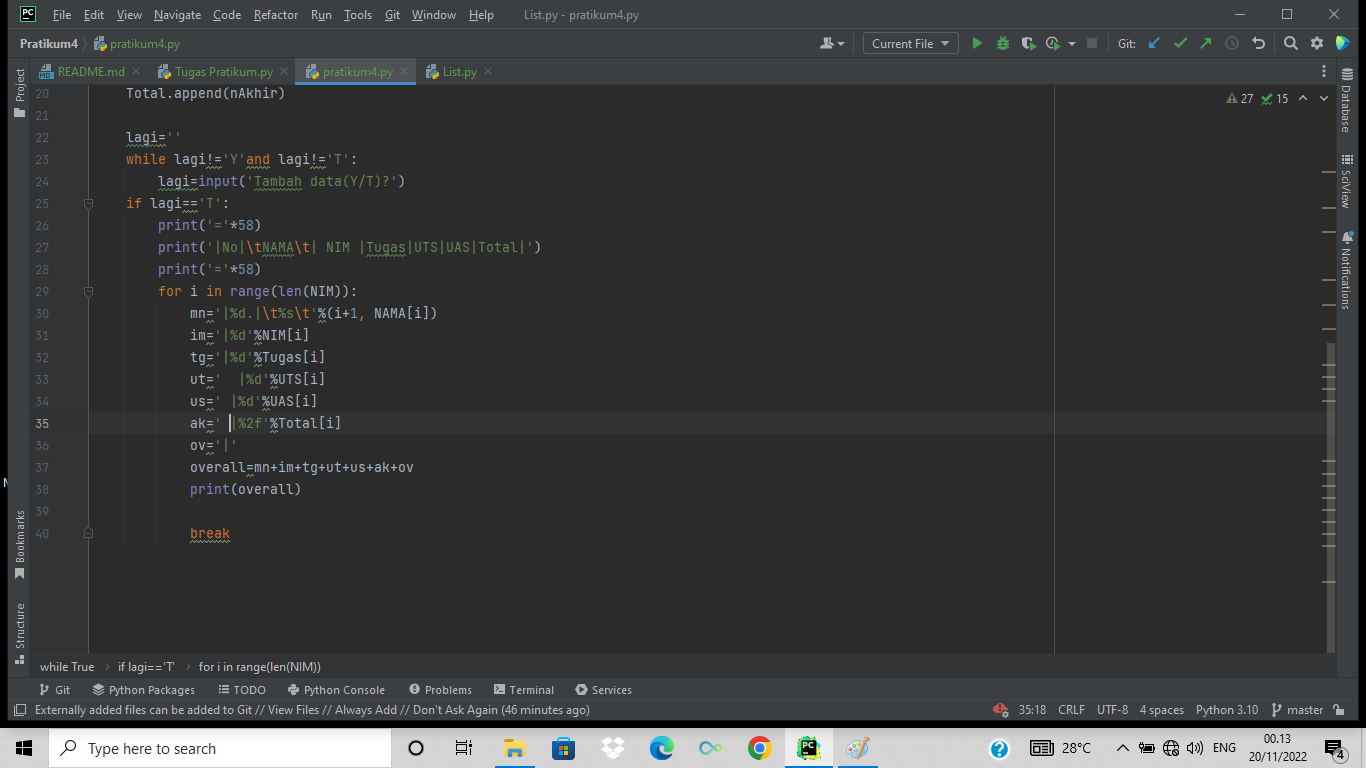 File Edit View Navigate Code Refactor Run Tools Git Window Help List.py - pratikum4.py
Pratikum4 pratikum4.py Current File Git:
README.md Tugas Pratikum.py pratikum4.py List.py
Project
Bookmarks
Structure
27 15
20 Total.append(nAkhir)
21
22 lagi=''
23 while lagi!='Y'and lagi!='T':
24 lagi=input('Tambah data(Y/T)?')
25 if lagi=='T':
26 print('='*58)
27 print('|No|\tNAMA\t| NIM |Tugas|UTS|UAS|Total|')
28 print('='*58)
29 for i in range(len(NIM)):
30 mn='|%d.|\t%s\t'%(i+1, NAMA[i])
31 im='|%d'%NIM[i]
32 tg='|%d'%Tugas[i]
33 ut='  |%d'%UTS[i]
34 us=' |%d'%UAS[i]
35 ak=' |%2f'%Total[i]
36 ov='|'
37 overall=mn+im+tg+ut+us+ak+ov
38 print(overall)
39
40 break
Database
SciView
Notifications
while True if lagi=='T' for i in range(len(NIM))
Git Python Packages TODO Python Console Problems Terminal Services
Externally added files can be added to Git // View Files // Always Add // Don't Ask Again (46 minutes ago) 35:18 CRLF UTF-8 4 spaces Python 3.10 master
Type here to search 28°C ENG 00.13
20/11/2022 4